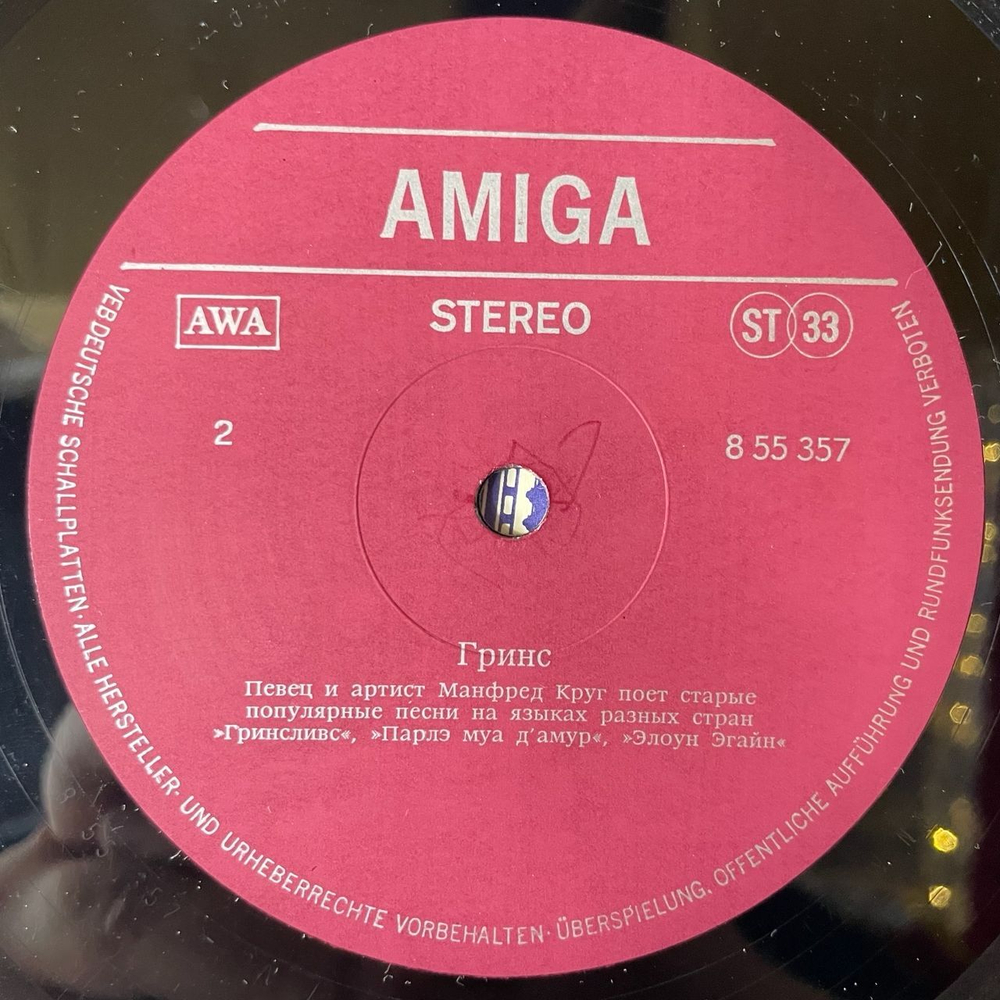 AMIGA
AWA
STEREO
ST 33
2
8 55 357
Гринс
Певец и артист Манфред Круг поет старые
популярные песни на языках разных стран
»Гринсливс«, »Парлэ муа д'амур«, »Элоун Эгайн«
VEB DEUTSCHE SCHALLPLATTEN · ALLE HERSTELLER- UND URHEBERRECHTE VORBEHALTEN · ÜBERSPIELUNG, ÖFFENTLICHE AUFFÜHRUNG UND RUNDFUNKSENDUNG VERBOTEN